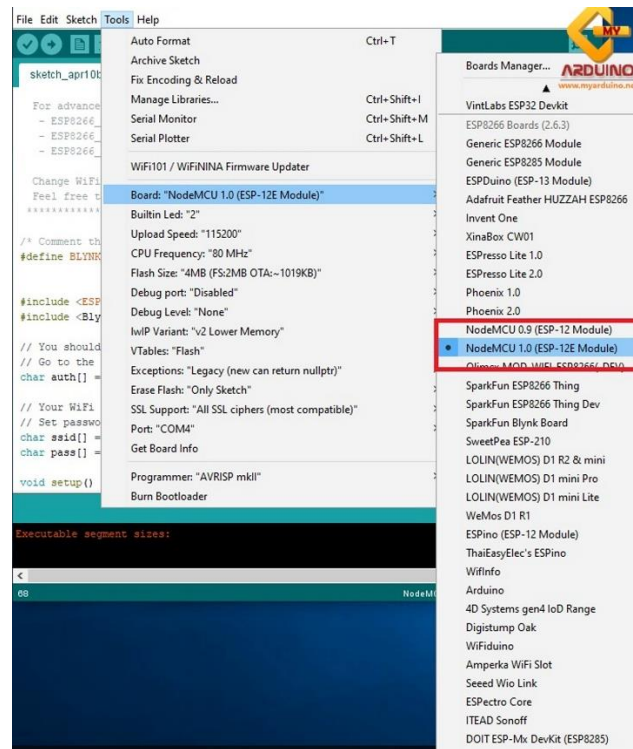 File Edit Sketch Tools Help
sketch_apr10b
For advance
- ESP8266_
- ESP8266_
- ESP8266_
Change WiFi
Feel free t
************
/* Comment th
#define BLYNK
#include <ESP
#include <Bly
// You should
// Go to the
char auth[] =
// Your WiFi
// Set passwo
char ssid[] =
char pass[] =
void setup()
Executable segment sizes:
68
NodeMC
Auto Format Ctrl+T
Archive Sketch
Fix Encoding & Reload
Manage Libraries... Ctrl+Shift+I
Serial Monitor Ctrl+Shift+M
Serial Plotter Ctrl+Shift+L
WiFi101 / WiFiNINA Firmware Updater
Board: "NodeMCU 1.0 (ESP-12E Module)"
Builtin Led: "2"
Upload Speed: "115200"
CPU Frequency: "80 MHz"
Flash Size: "4MB (FS:2MB OTA:~1019KB)"
Debug port: "Disabled"
Debug Level: "None"
lwIP Variant: "v2 Lower Memory"
VTables: "Flash"
Exceptions: "Legacy (new can return nullptr)"
Erase Flash: "Only Sketch"
SSL Support: "All SSL ciphers (most compatible)"
Port: "COM4"
Get Board Info
Programmer: "AVRISP mkII"
Burn Bootloader
MY
ARDUINO
www.myarduino.ne
Boards Manager...
VintLabs ESP32 Devkit
ESP8266 Boards (2.6.3)
Generic ESP8266 Module
Generic ESP8285 Module
ESPDuino (ESP-13 Module)
Adafruit Feather HUZZAH ESP8266
Invent One
XinaBox CW01
ESPresso Lite 1.0
ESPresso Lite 2.0
Phoenix 1.0
Phoenix 2.0
NodeMCU 0.9 (ESP-12 Module)
NodeMCU 1.0 (ESP-12E Module)
Olimex MOD-WIFI-ESP8266(-DEV)
SparkFun ESP8266 Thing
SparkFun ESP8266 Thing Dev
SparkFun Blynk Board
SweetPea ESP-210
LOLIN(WEMOS) D1 R2 & mini
LOLIN(WEMOS) D1 mini Pro
LOLIN(WEMOS) D1 mini Lite
WeMos D1 R1
ESPino (ESP-12 Module)
ThaiEasyElec's ESPino
WifInfo
Arduino
4D Systems gen4 IoD Range
Digistump Oak
WiFiduino
Amperka WiFi Slot
Seeed Wio Link
ESPectro Core
ITEAD Sonoff
DOIT ESP-Mx DevKit (ESP8285)